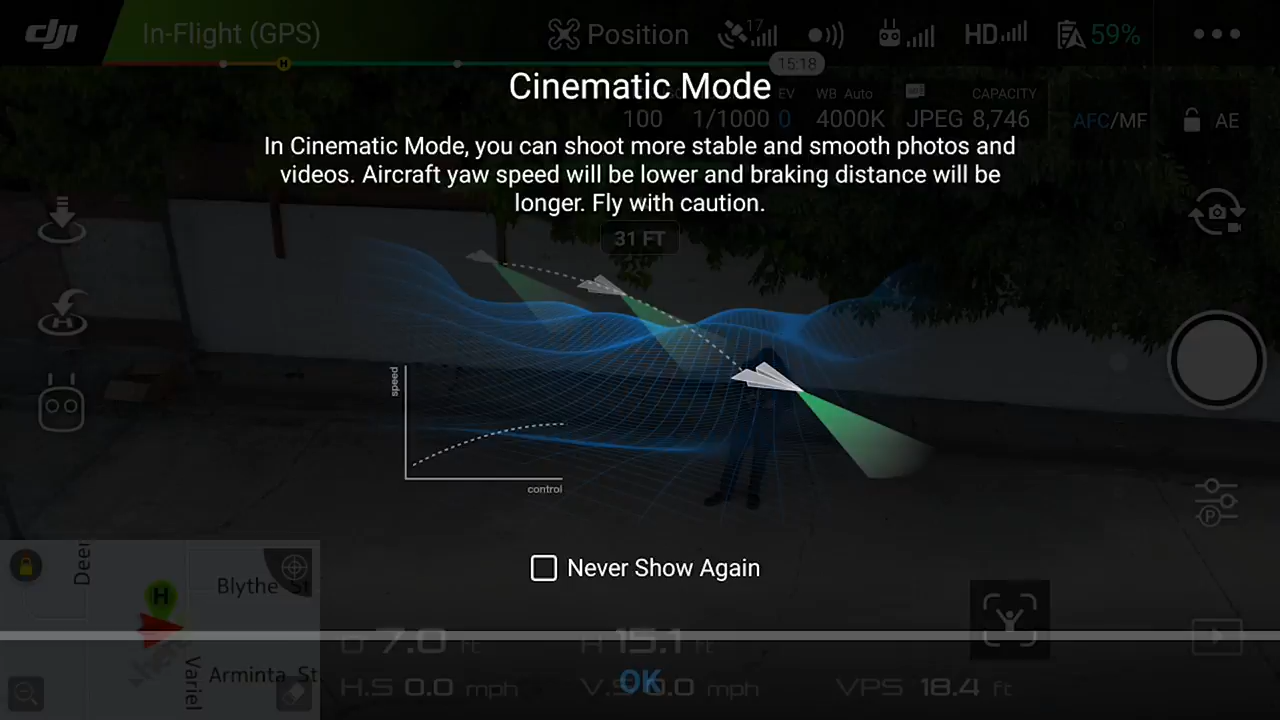 dji
In-Flight (GPS)
Position
17
HD
59%
15:18
Cinematic Mode
EV
WB Auto
CAPACITY
100
1/1000
0
4000K
JPEG 8,746
AFC/MF
AE
In Cinematic Mode, you can shoot more stable and smooth photos and
videos. Aircraft yaw speed will be lower and braking distance will be
longer. Fly with caution.
31 FT
speed
control
P
Never Show Again
Deer
Blythe St
H
Variel
Arminta St
D 7.0 ft
H 15.1 ft
OK
H.S 0.0 mph
V.S 0.0 mph
VPS 18.4 ft